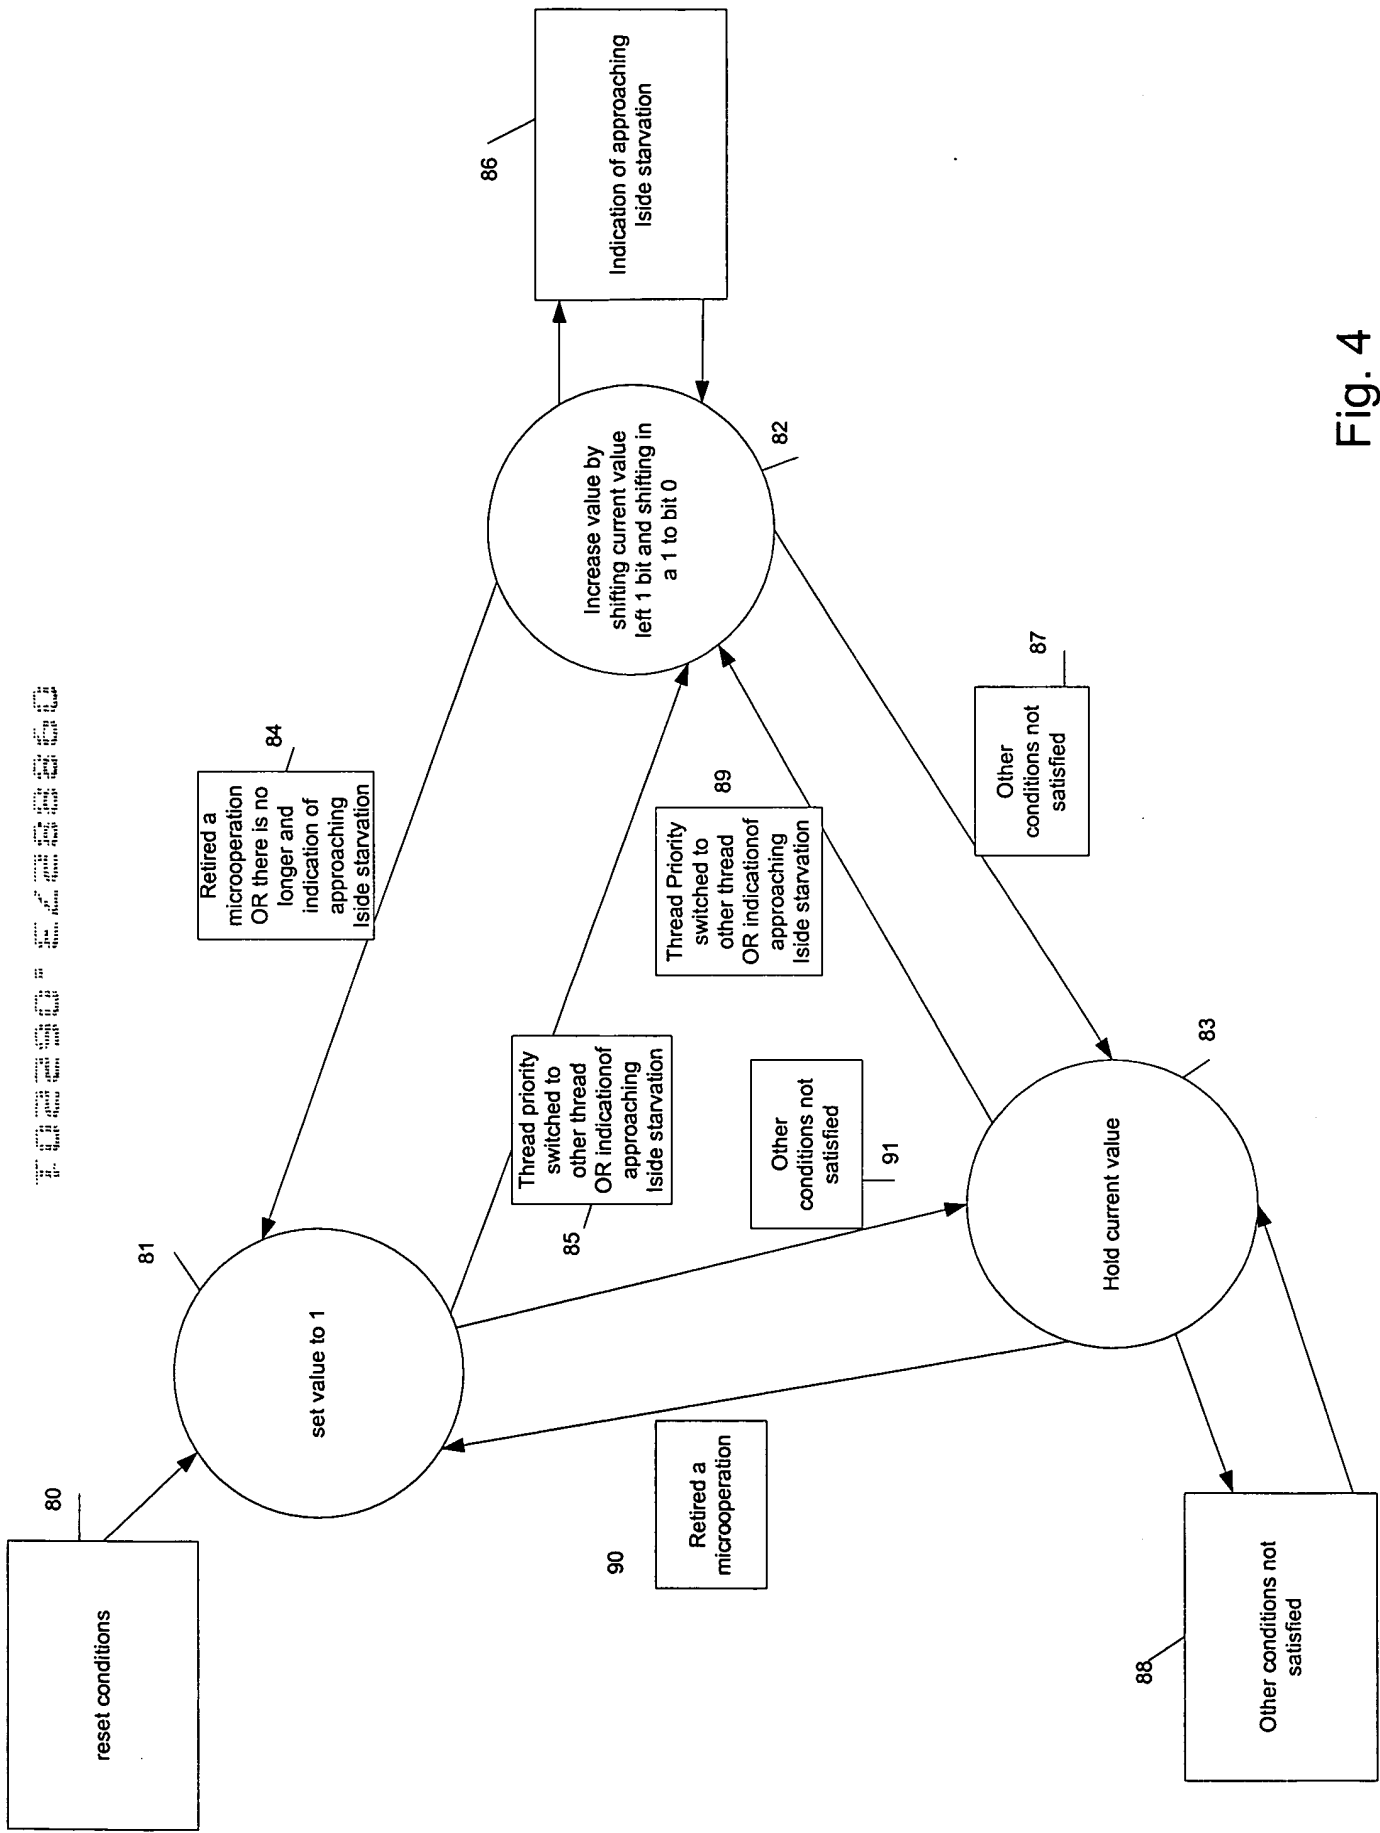 reset conditions
80
81
set value to 1
84
Retired a
microoperation
OR there is no
longer and
indication of
approaching
Iside starvation
86
Indication of approaching
Iside starvation
Increase value by
shifting current value
left 1 bit and shifting in
a 1 to bit 0
82
85
Thread priority
switched to
other thread
OR indicationof
approaching
Iside starvation
89
Thread Priority
switched to
other thread
OR indicationof
approaching
Iside starvation
90
Retired a
microoperation
91
Other
conditions not
satisfied
87
Other
conditions not
satisfied
83
Hold current value
88
Other conditions not
satisfied
Fig. 4
09888273.062501